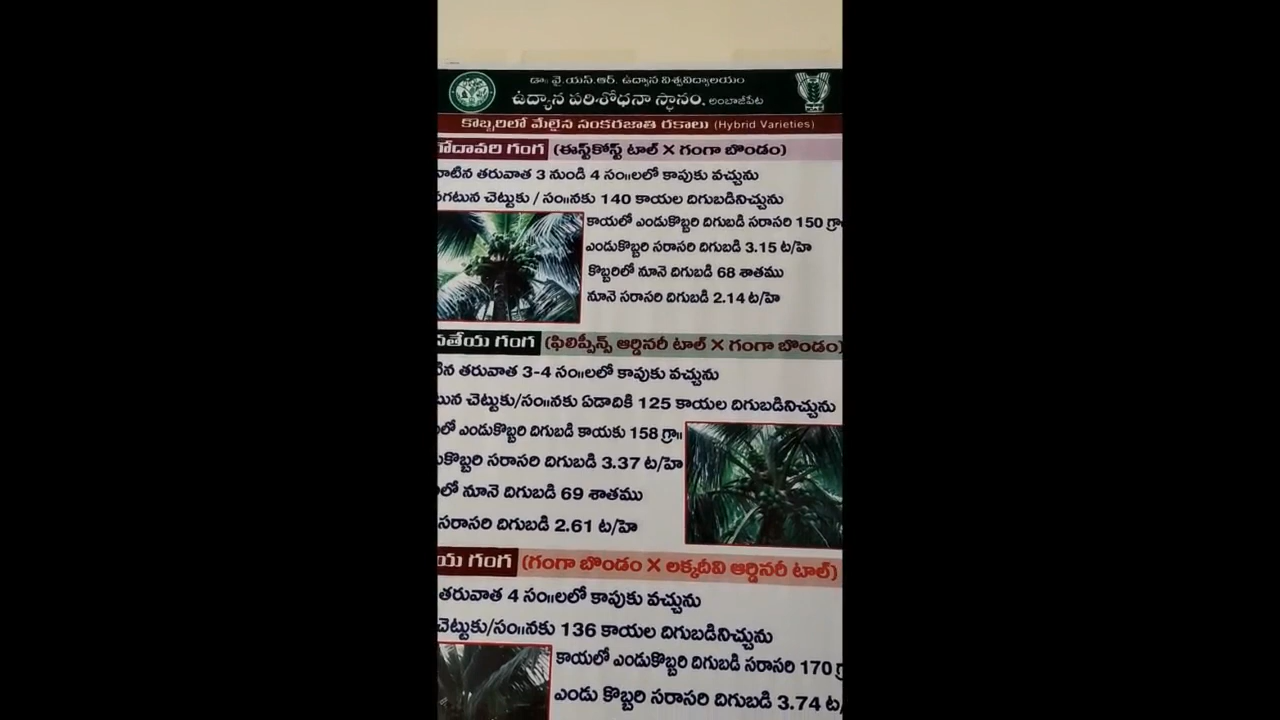 డా॥ వై.యస్.ఆర్. ఉద్యాన విశ్వవిద్యాలయం
ఉద్యాన పరిశోధనా స్థానం, అంబాజీపేట
కొబ్బరిలో మేలైన సంకరజాతి రకాలు (Hybrid Varieties)
గోదావరి గంగ (ఈస్ట్‌కోస్ట్ టాల్ X గంగా బొండం)
నాటిన తరువాత 3 నుండి 4 సం॥లలో కాపుకు వచ్చును
చెట్టుకు / సం॥నకు 140 కాయల దిగుబడినిచ్చును
కాయలో ఎండుకొబ్బరి దిగుబడి సరాసరి 150 గ్రా
ఎండుకొబ్బరి సరాసరి దిగుబడి 3.15 ట/హె
కొబ్బరిలో నూనె దిగుబడి 68 శాతము
నూనె సరాసరి దిగుబడి 2.14 ట/హె
గంగ (ఫిలిప్పీన్స్ ఆర్డినరీ టాల్ X గంగా బొండం)
తరువాత 3-4 సం॥లలో కాపుకు వచ్చును
చెట్టుకు/సం॥నకు ఏడాదికి 125 కాయల దిగుబడినిచ్చును
లో ఎండుకొబ్బరి దిగుబడి కాయకు 158 గ్రా॥
కొబ్బరి సరాసరి దిగుబడి 3.37 ట/హె
లో నూనె దిగుబడి 69 శాతము
సరాసరి దిగుబడి 2.61 ట/హె
య గంగ (గంగా బొండం X లక్కదీవి ఆర్డినరీ టాల్)
తరువాత 4 సం॥లలో కాపుకు వచ్చును
చెట్టుకు/సం॥నకు 136 కాయల దిగుబడినిచ్చును
కాయలో ఎండుకొబ్బరి దిగుబడి సరాసరి 170 గ్రా
ఎండు కొబ్బరి సరాసరి దిగుబడి 3.74 ట/